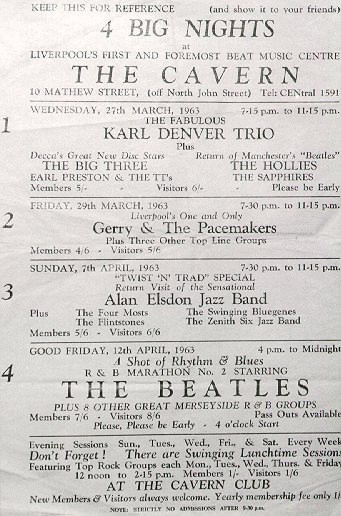 KEEP THIS FOR REFERENCE (and show it to your friends)
4 BIG NIGHTS
at
LIVERPOOL'S FIRST AND FOREMOST BEAT MUSIC CENTRE
THE CAVERN
10 MATHEW STREET, (off North John Street) Tel: CENtral 1591
1
WEDNESDAY, 27th MARCH, 1963 7-15 p.m. to 11-15 p.m.
THE FABULOUS
KARL DENVER TRIO
Plus
Decca's Great New Disc Stars Return of Manchester's "Beatles"
THE BIG THREE THE HOLLIES
EARL PRESTON & THE TT's THE SAPPHIRES
Members 5/- - Visitors 6/- - Please be Early
2
FRIDAY, 29th MARCH, 1963 7-30 p.m. to 11-15 p.m.
Liverpool's One and Only
Gerry & The Pacemakers
Plus Three Other Top Line Groups
Members 4/6 - Visitors 5/6
3
SUNDAY, 7th APRIL, 1963 7-30 p.m. to 11-15 p.m.
"TWIST 'N' TRAD" SPECIAL
Return Visit of the Sensational
Alan Elsdon Jazz Band
Plus The Four Mosts The Swinging Bluegenes
The Flintstones The Zenith Six Jazz Band
Members 5/6 - Visitors 6/6
4
GOOD FRIDAY, 12th APRIL, 1963 4 p.m. to Midnight
A Shot of Rhythm & Blues
R & B MARATHON No. 2 STARRING
THE BEATLES
PLUS 8 OTHER GREAT MERSEYSIDE R & B GROUPS
Members 7/6 - Visitors 8/6 Pass Outs Available
Please, Please be Early - 4 o'clock Start
Evening Sessions Sun., Tues., Wed., Fri., & Sat. Every Week
Don't Forget ! There are Swinging Lunchtime Sessions
Featuring Top Rock Groups each Mon., Tues., Wed., Thurs. & Friday
12 noon to 2-15 p.m. Members 1/- Visitors 1/6
AT THE CAVERN CLUB
New Members & Visitors always welcome. Yearly membership fee only 1/-
NOTE: STRICTLY NO ADMISSIONS AFTER 9-30 p.m.